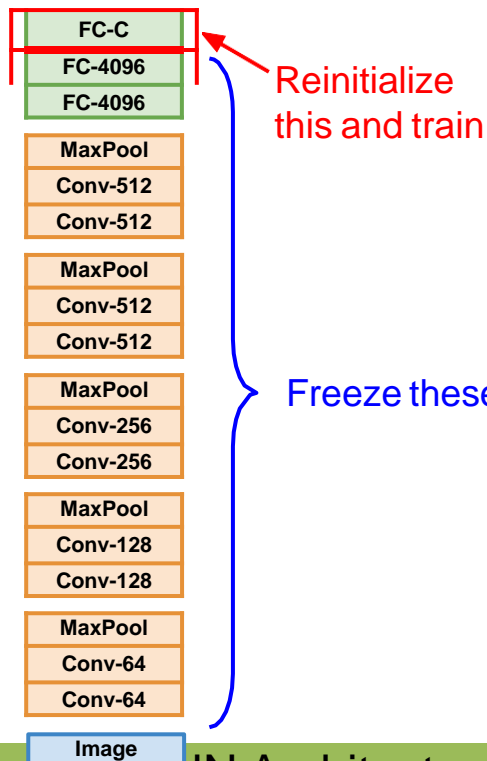 FC-C
FC-4096
FC-4096
Reinitialize
this and train
MaxPool
Conv-512
Conv-512
MaxPool
Conv-512
Conv-512
MaxPool
Conv-256
Conv-256
Freeze these
MaxPool
Conv-128
Conv-128
MaxPool
Conv-64
Conv-64
Image